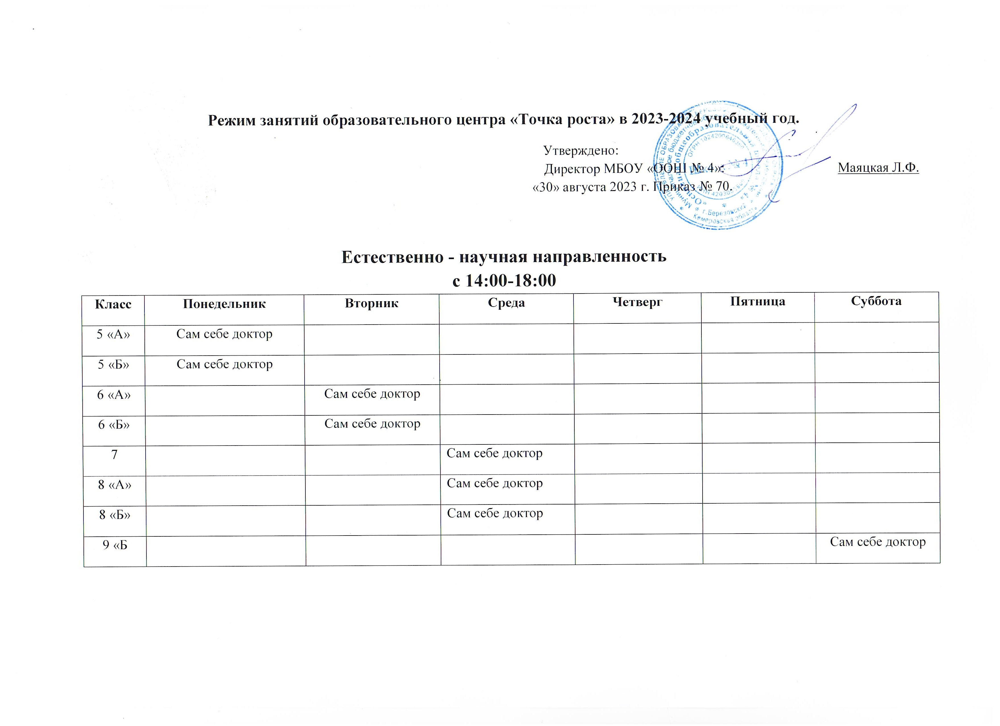 Режим занятий образовательного центра «Точка роста» в 2023-2024 учебный год.
Утверждено:
Директор МБОУ «ООШ № 4»: Маяцкая Л.Ф.
«30» августа 2023 г. Приказ № 70.
г.Березовский
Кемеровская область
Естественно - научная направленность
с 14:00-18:00
Класс Понедельник Вторник Среда Четверг Пятница Суббота
5 «А» Сам себе доктор
5 «Б» Сам себе доктор
6 «А» Сам себе доктор
6 «Б» Сам себе доктор
7 Сам себе доктор
8 «А» Сам себе доктор
8 «Б» Сам себе доктор
9 «Б Сам себе доктор